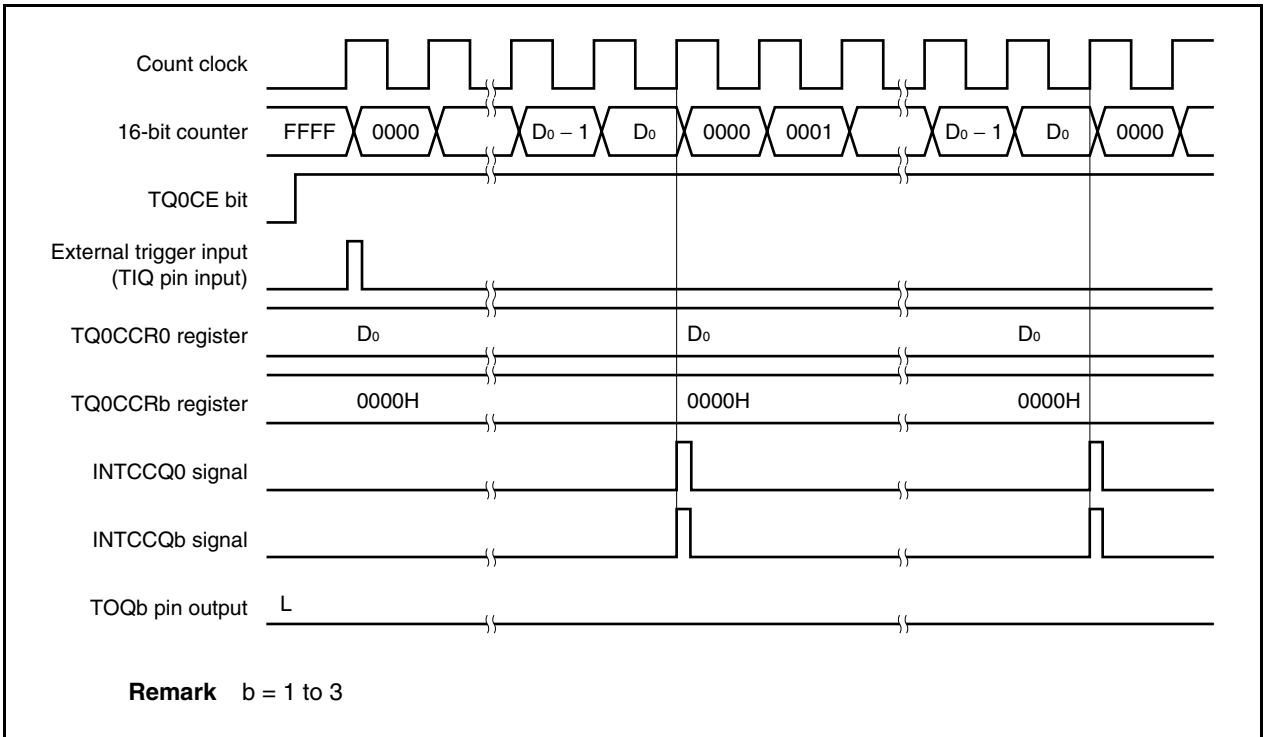 Count clock
16-bit counter FFFF 0000 D₀ − 1 D₀ 0000 0001 D₀ − 1 D₀ 0000
TQ0CE bit
External trigger input
(TIQ pin input)
TQ0CCR0 register D₀ D₀ D₀
TQ0CCRb register 0000H 0000H 0000H
INTCCQ0 signal
INTCCQb signal
TOQb pin output L
Remark b = 1 to 3